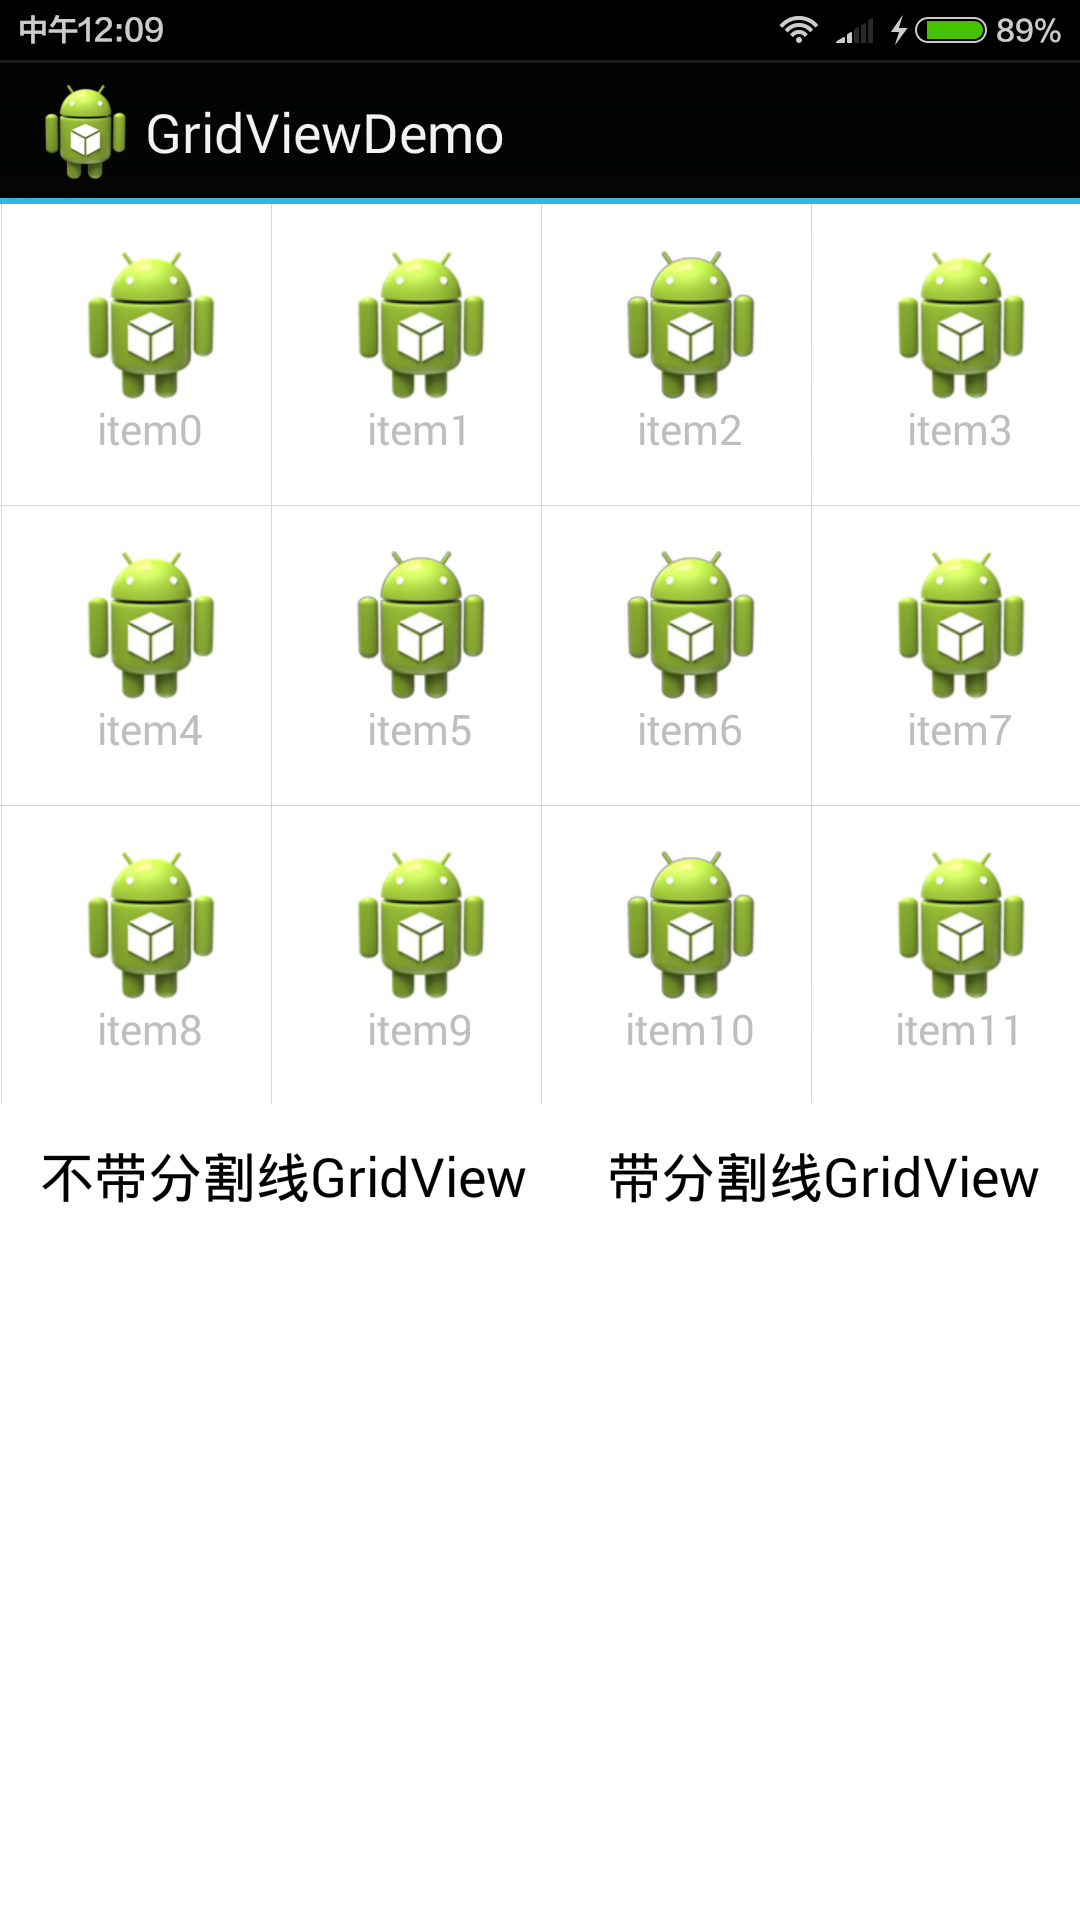 中午12:09 89%
GridViewDemo
item0 item1 item2 item3
item4 item5 item6 item7
item8 item9 item10 item11
不带分割线GridView 带分割线GridView